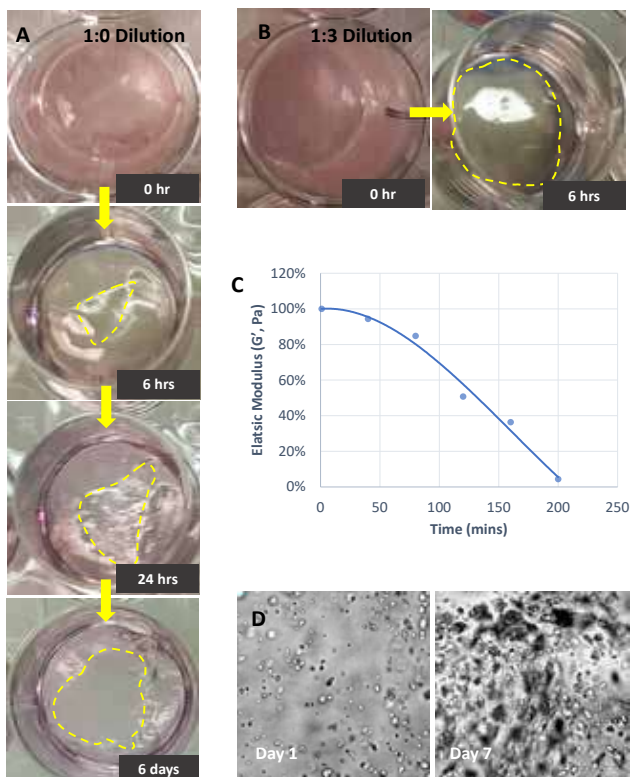 A
1:0 Dilution
0 hr
6 hrs
24 hrs
6 days
B
1:3 Dilution
0 hr
6 hrs
C
120%
100%
80%
60%
40%
20%
0%
Elatsic Modulus (G’, Pa)
0 50 100 150 200 250
Time (mins)
D
Day 1
Day 7